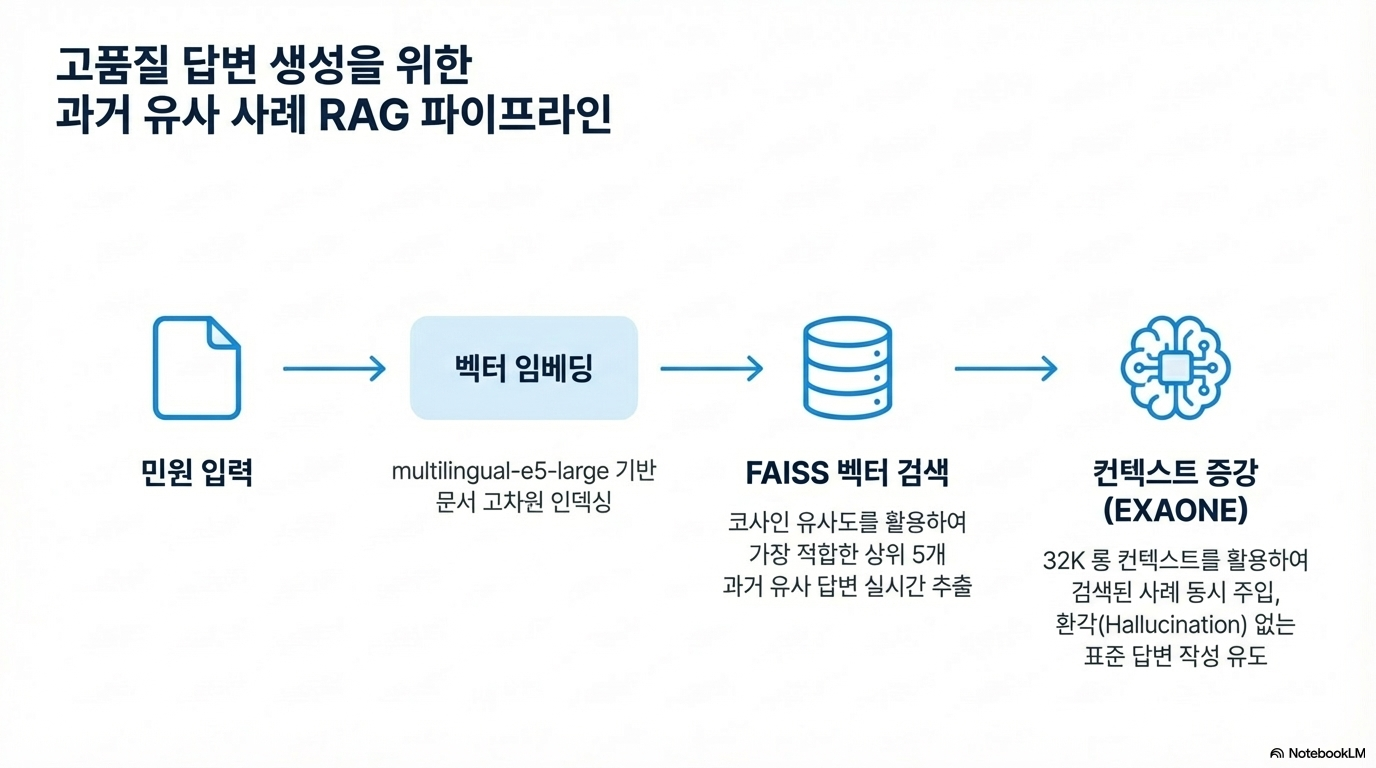 고품질 답변 생성을 위한
과거 유사 사례 RAG 파이프라인
민원 입력
벡터 임베딩
multilingual-e5-large 기반
문서 고차원 인덱싱
FAISS 벡터 검색
코사인 유사도를 활용하여
가장 적합한 상위 5개
과거 유사 답변 실시간 추출
컨텍스트 증강
(EXAONE)
32K 롱 컨텍스트를 활용하여
검색된 사례 동시 주입,
환각(Hallucination) 없는
표준 답변 작성 유도
NotebookLM